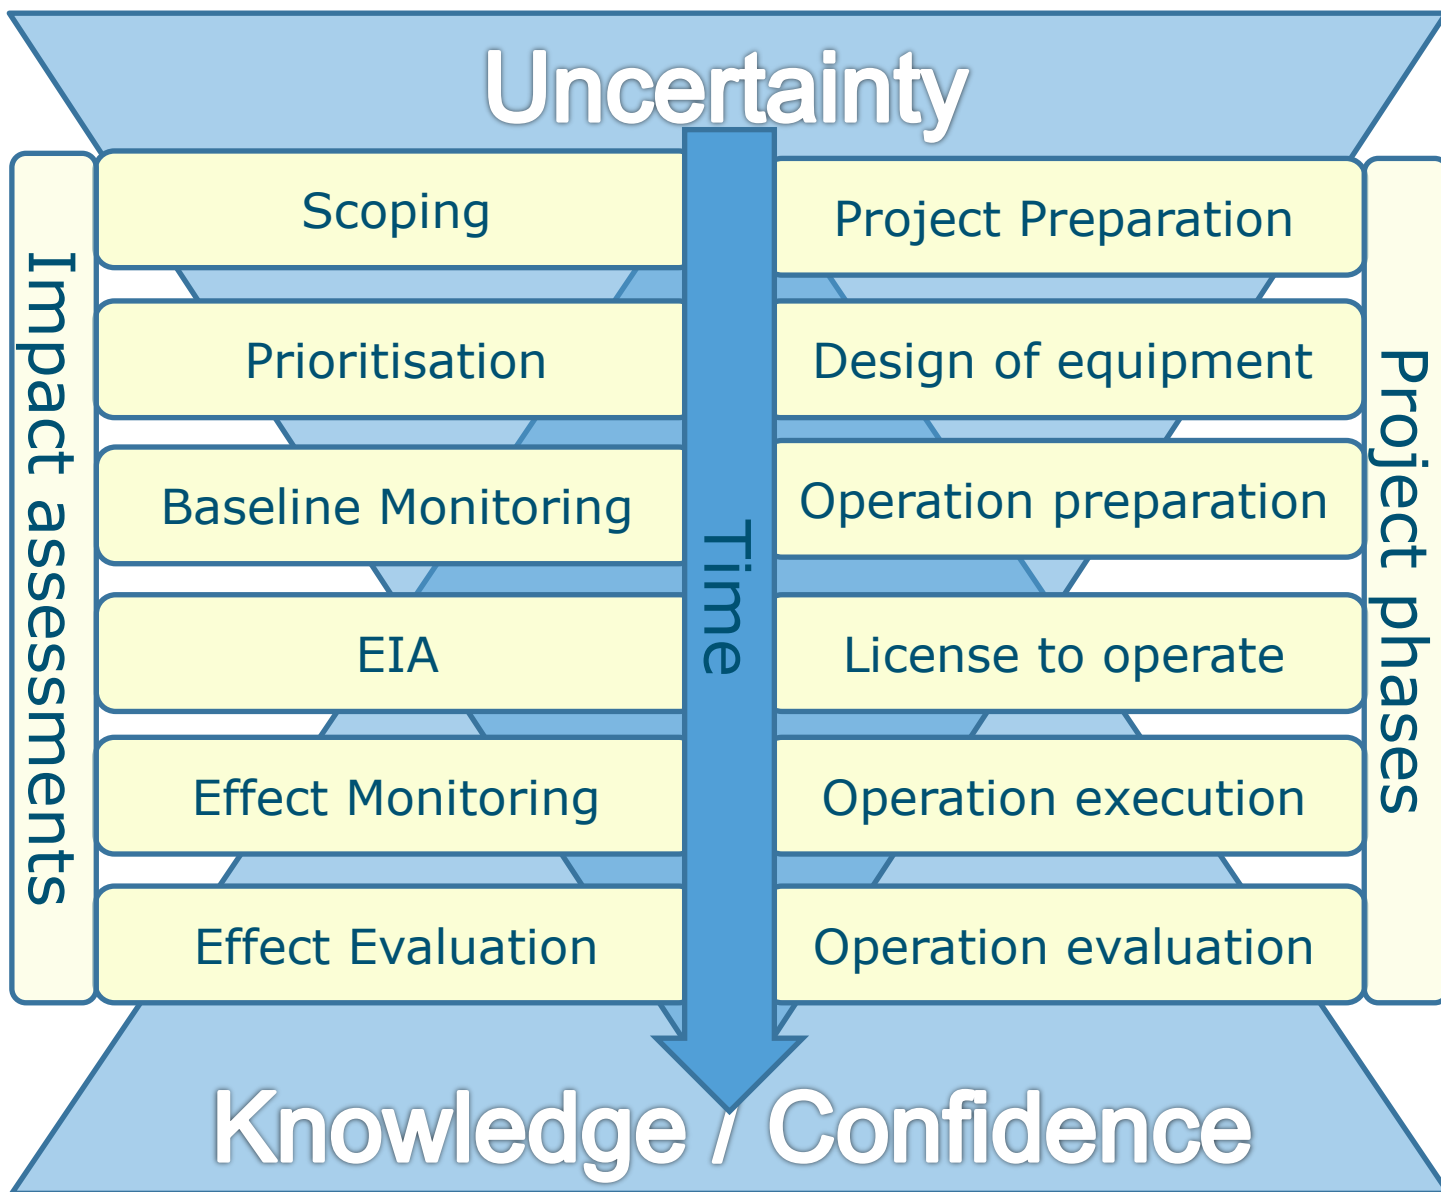 Uncertainty
Impact assessments
Scoping
Prioritisation
Baseline Monitoring
EIA
Effect Monitoring
Effect Evaluation
Time
Project Preparation
Design of equipment
Operation preparation
License to operate
Operation execution
Operation evaluation
Project phases
Knowledge / Confidence